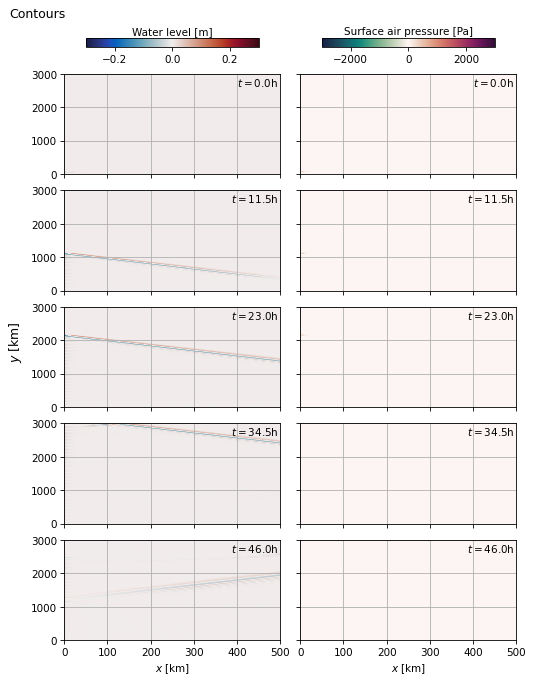 Contours
Water level [m]
Surface air pressure [Pa]
−0.2 0.0 0.2
−2000 0 2000
3000
2000
1000
0
t = 0.0h
t = 0.0h
3000
2000
1000
0
t = 11.5h
t = 11.5h
3000
2000
1000
0
t = 23.0h
t = 23.0h
y [km]
3000
2000
1000
0
t = 34.5h
t = 34.5h
3000
2000
1000
0
t = 46.0h
t = 46.0h
0 100 200 300 400 500
0 100 200 300 400 500
x [km]
x [km]